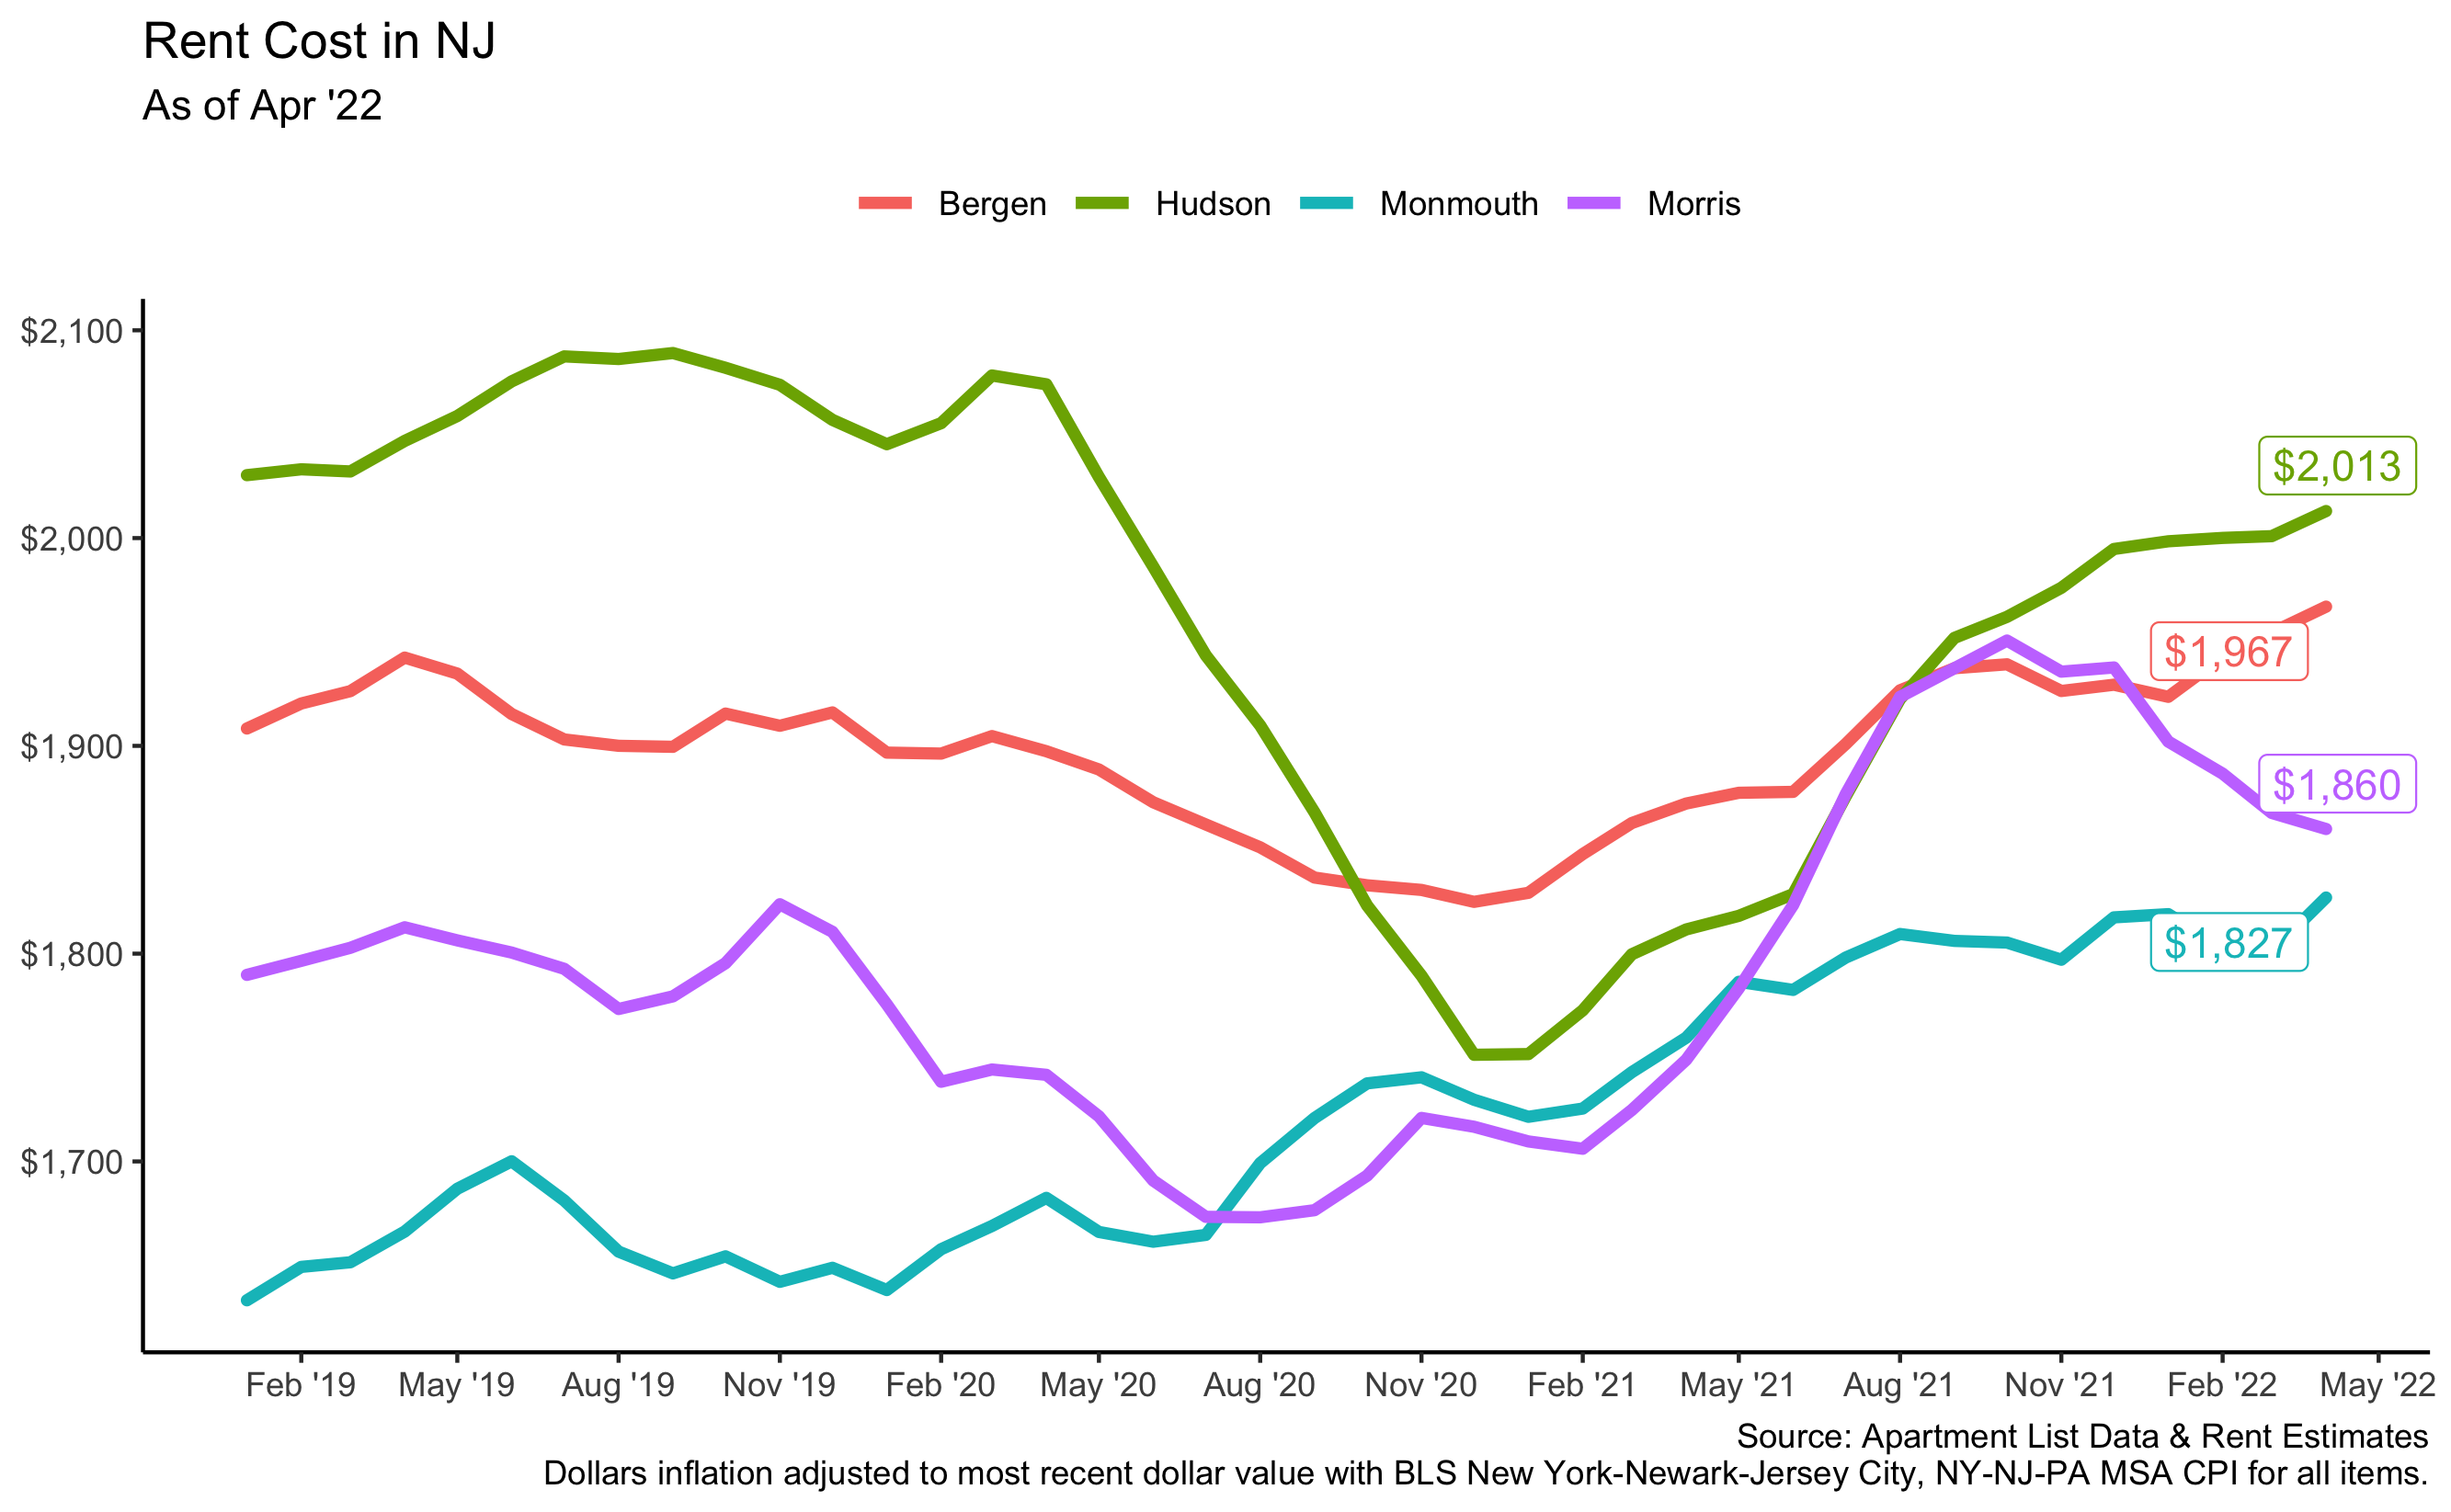 Rent Cost in NJ
As of Apr '22
Bergen Hudson Monmouth Morris
$2,100
$2,000
$1,900
$1,800
$1,700
$2,013
$1,967
$1,860
$1,827
Feb '19 May '19 Aug '19 Nov '19 Feb '20 May '20 Aug '20 Nov '20 Feb '21 May '21 Aug '21 Nov '21 Feb '22 May '22
Source: Apartment List Data & Rent Estimates
Dollars inflation adjusted to most recent dollar value with BLS New York-Newark-Jersey City, NY-NJ-PA MSA CPI for all items.